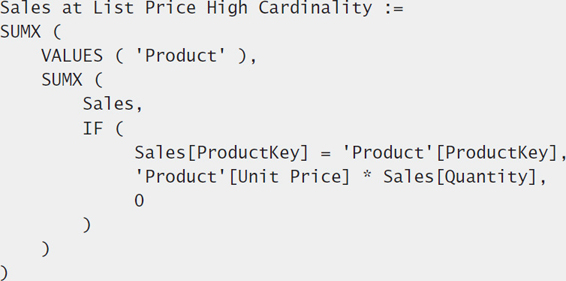 Sales at List Price High Cardinality :=
SUMX (
    VALUES ( 'Product' ),
    SUMX (
        Sales,
        IF (
            Sales[ProductKey] = 'Product'[ProductKey],
            'Product'[Unit Price] * Sales[Quantity],
            0
        )
    )
)